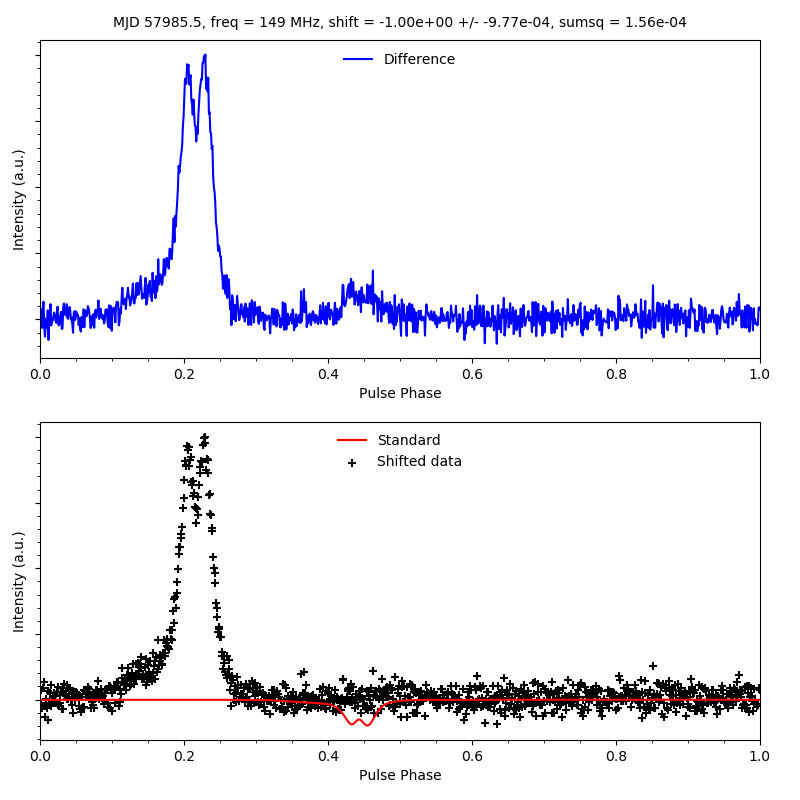 MJD 57985.5, freq = 149 MHz, shift = -1.00e+00 +/- -9.77e-04, sumsq = 1.56e-04
Difference
Intensity (a.u.)
0.0 0.2 0.4 0.6 0.8 1.0
Pulse Phase
Standard
Shifted data
Intensity (a.u.)
0.0 0.2 0.4 0.6 0.8 1.0
Pulse Phase